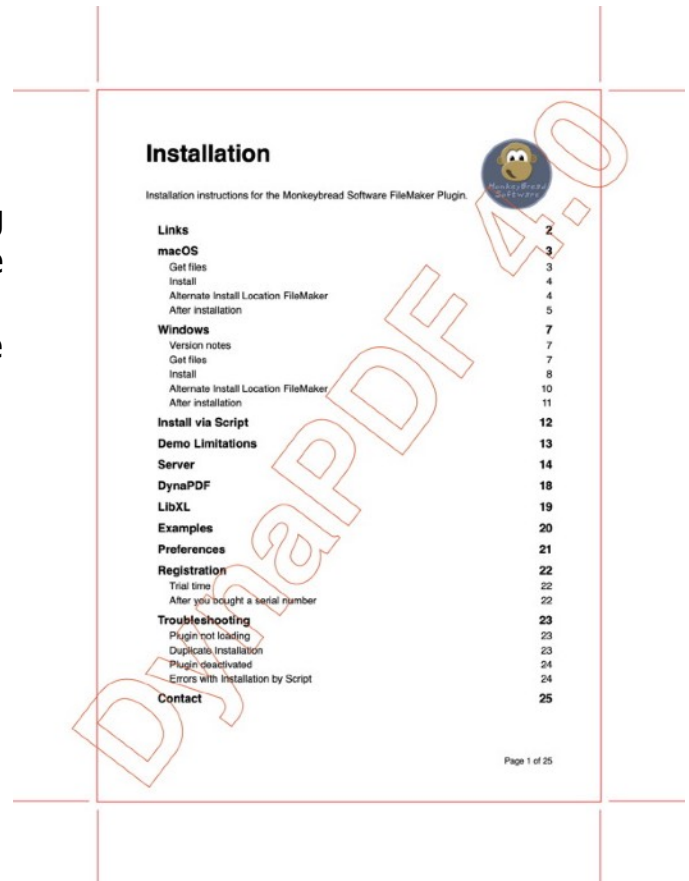 Installation
MonkeyBread
Software
Installation instructions for the Monkeybread Software FileMaker Plugin.
Links 2
macOS 3
Get files 3
Install 4
Alternate Install Location FileMaker 4
After installation 5
Windows 7
Version notes 7
Get files 7
Install 8
Alternate Install Location FileMaker 10
After installation 11
Install via Script 12
Demo Limitations 13
Server 14
DynaPDF 18
LibXL 19
Examples 20
Preferences 21
Registration 22
Trial time 22
After you bought a serial number 22
Troubleshooting 23
Plugin not loading 23
Duplicate Installation 23
Plugin deactivated 24
Errors with Installation by Script 24
Contact 25
Page 1 of 25
DynaPDF 4.0